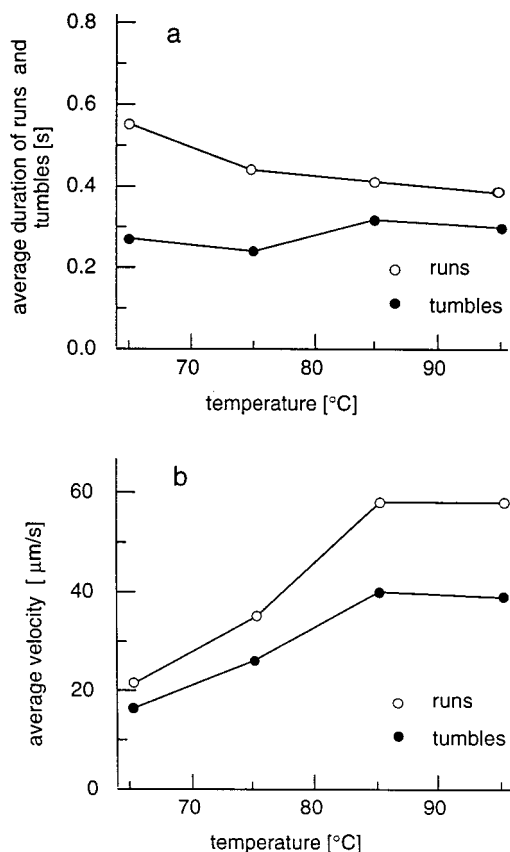 a
0.8
0.6
0.4
0.2
0.0
average duration of runs and
tumbles [s]
runs
tumbles
70 80 90
temperature [°C]
b
60
40
20
0
average velocity [ μm/s]
runs
tumbles
70 80 90
temperature [°C]